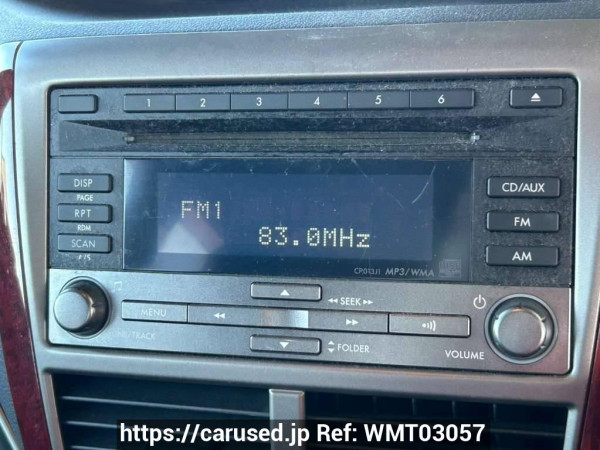 1 2 3 4 5 6
DISP
PAGE
RPT
RDM
SCAN
FM1
83.0MHz
CP013J1 MP3/WMA
CD/AUX
FM
AM
SEEK
MENU
/TRACK
FOLDER
VOLUME
https://carused.jp Ref: WMT03057